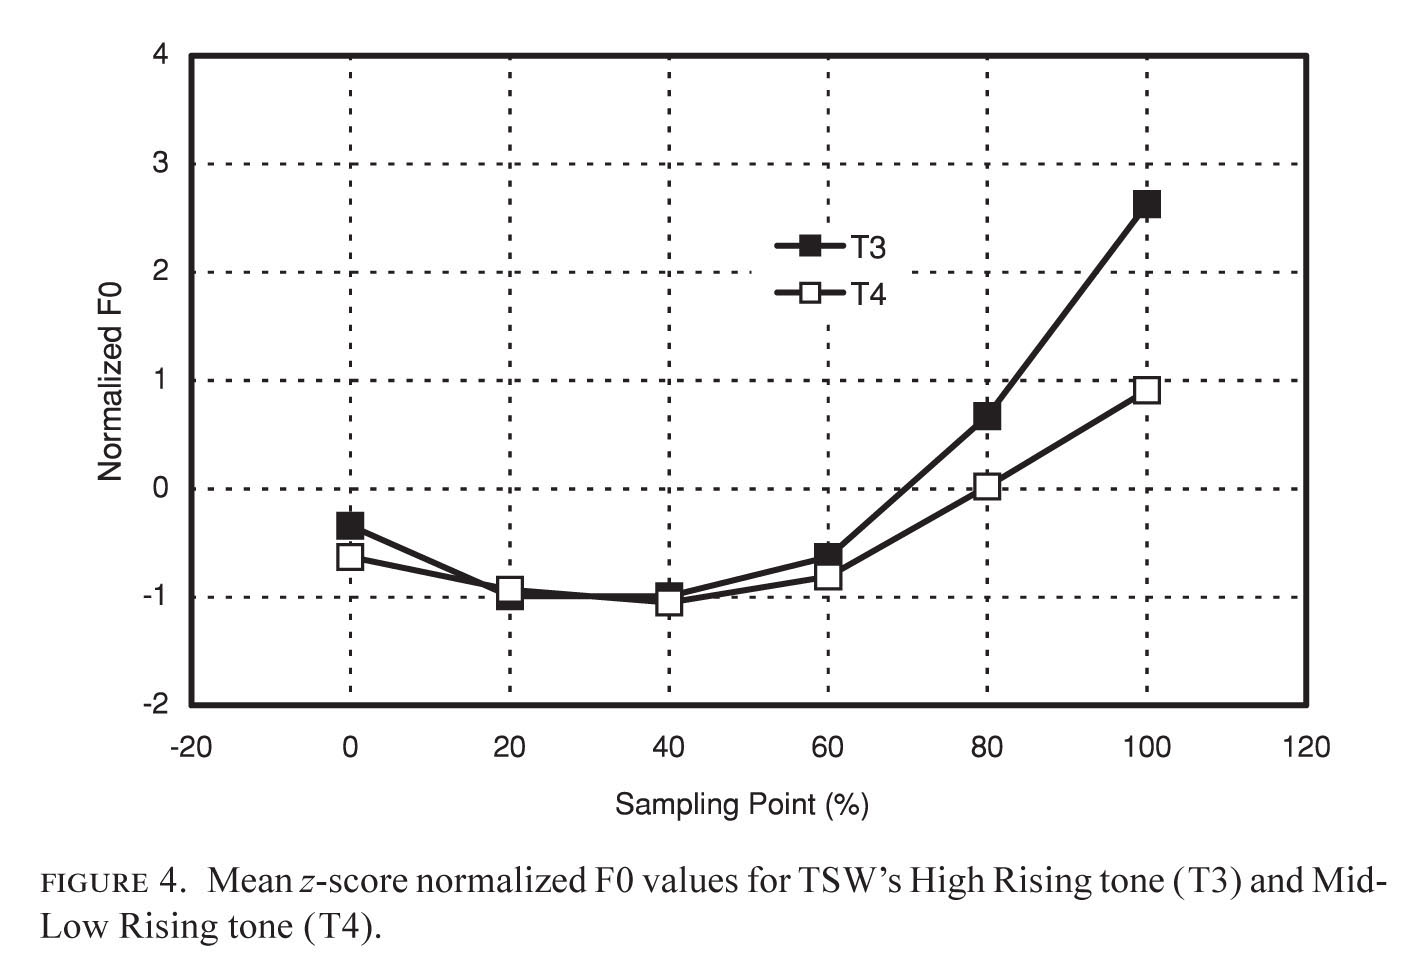 4
3
2
1
0
-1
-2
Normalized F0
T3
T4
-20 0 20 40 60 80 100 120
Sampling Point (%)
FIGURE 4. Mean z-score normalized F0 values for TSW’s High Rising tone (T3) and Mid-
Low Rising tone (T4).